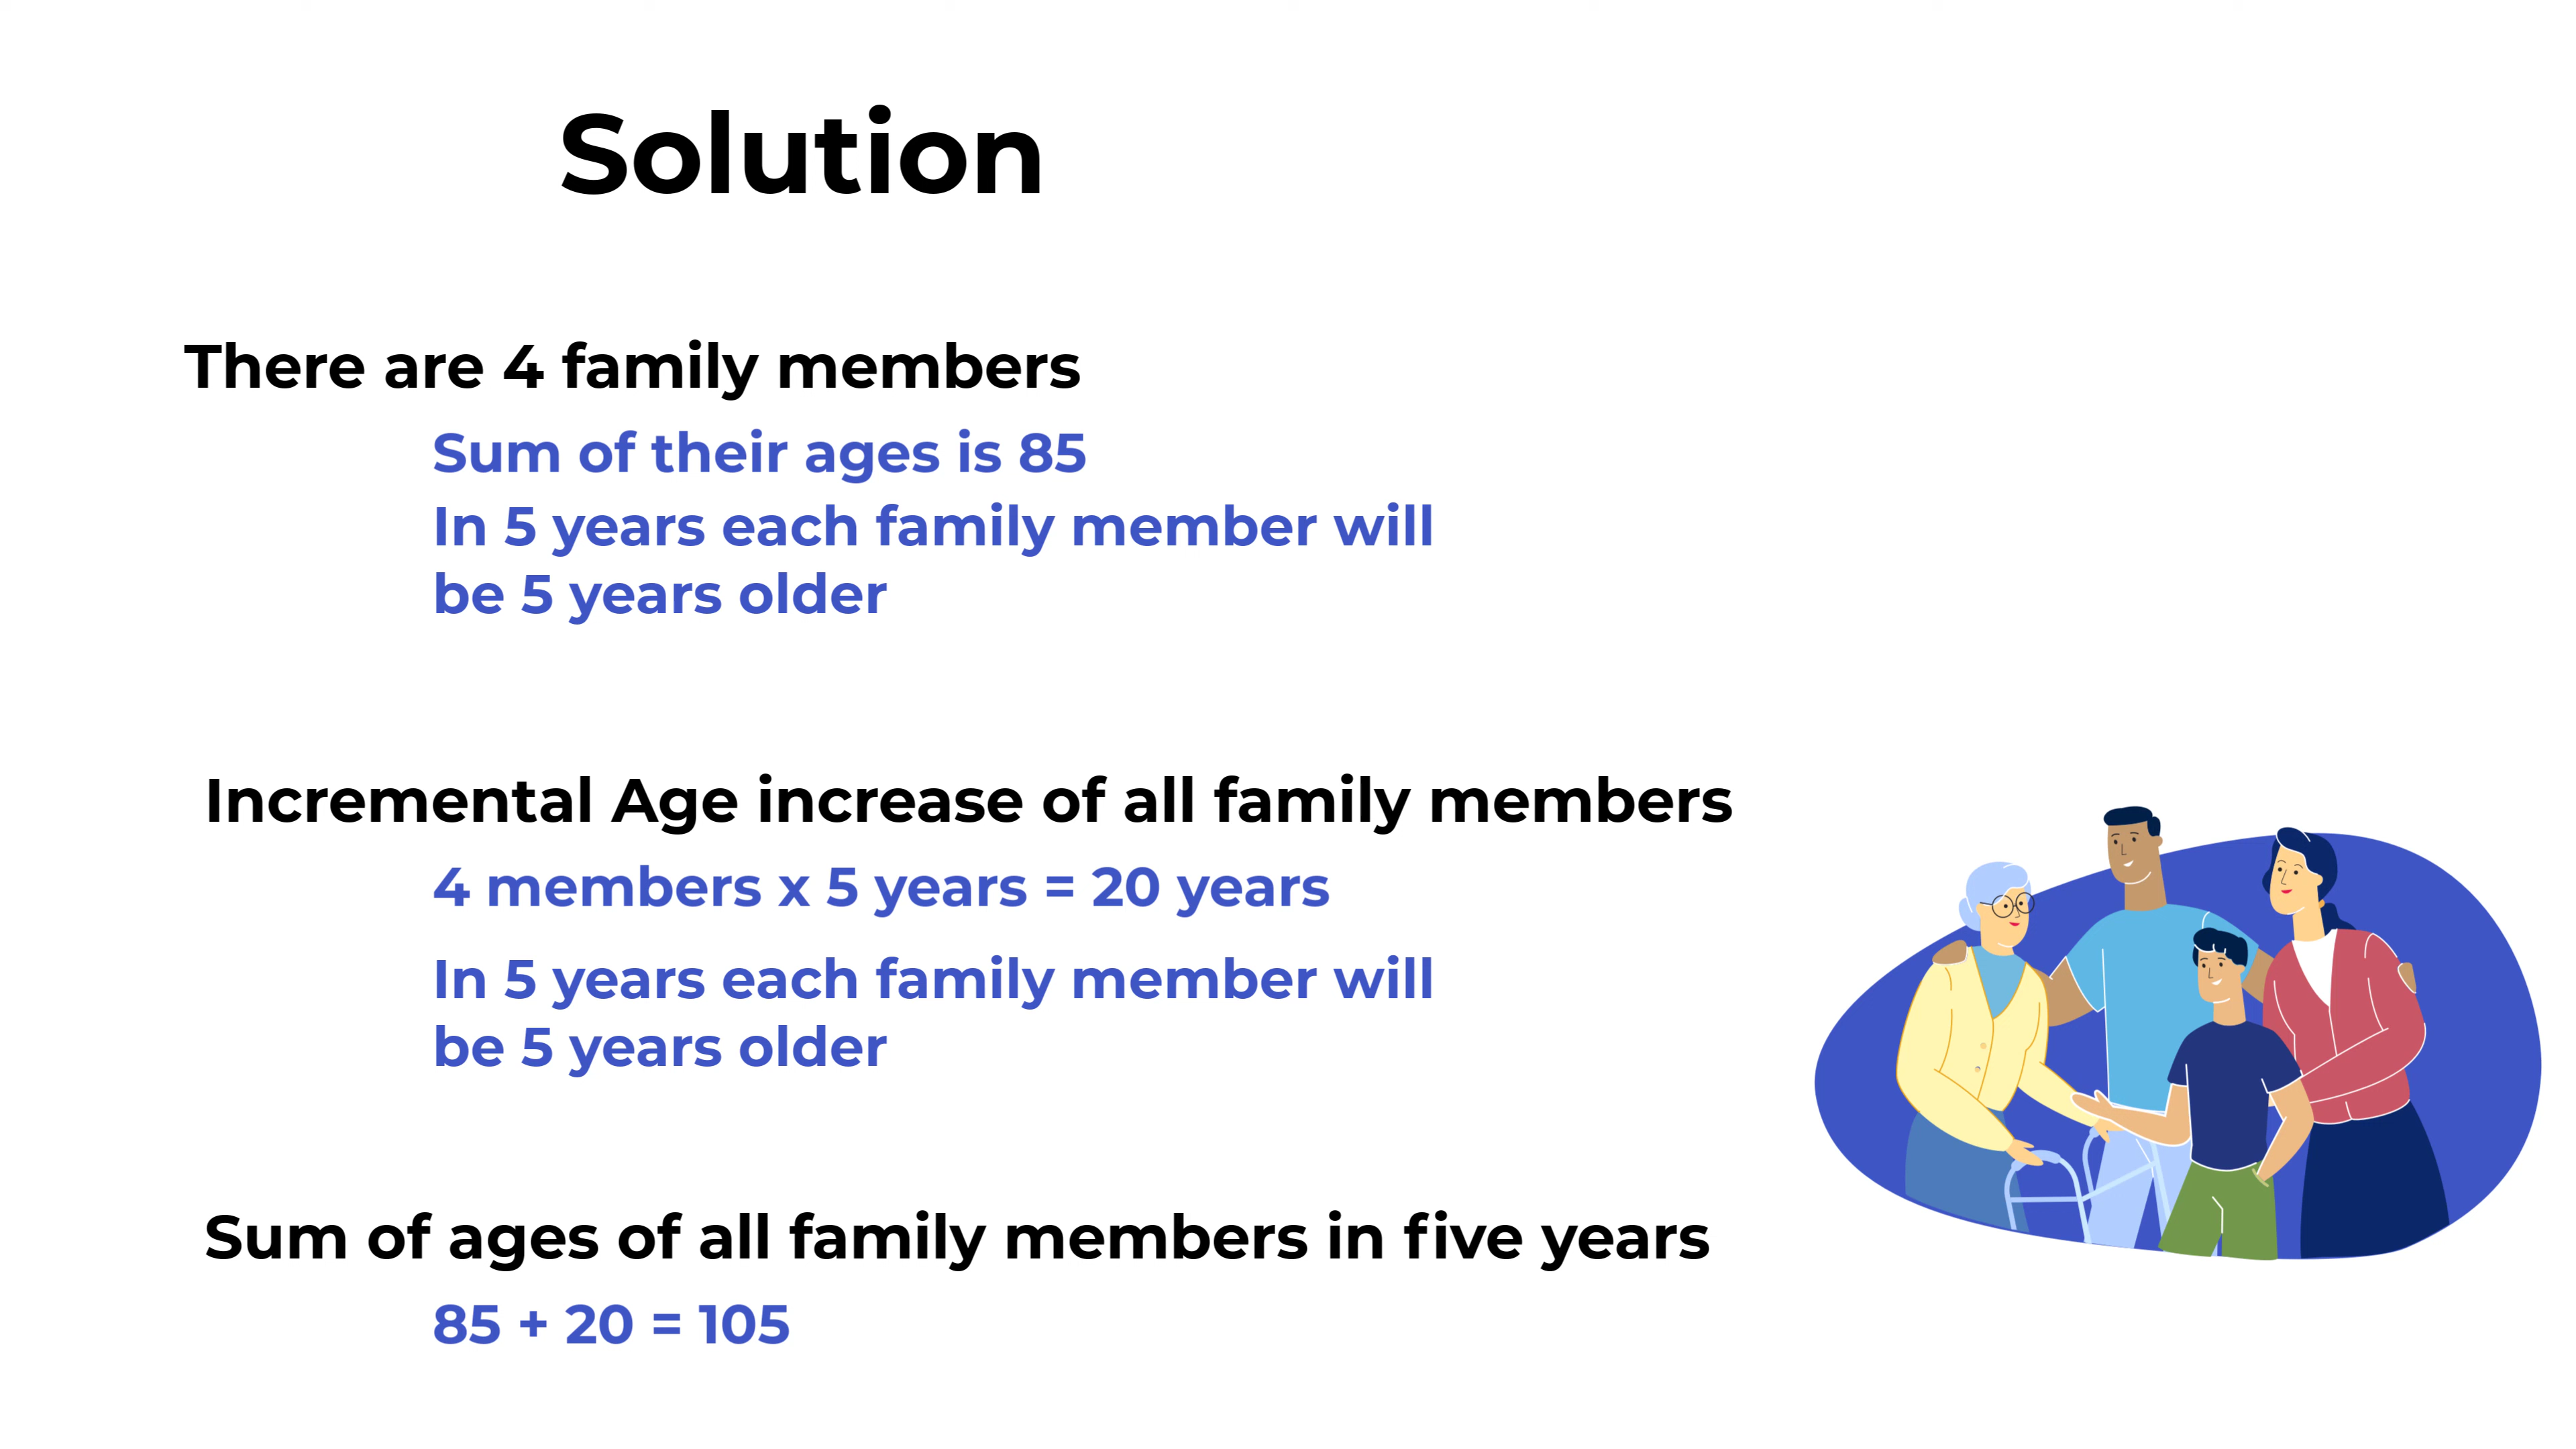 Solution
There are 4 family members
Sum of their ages is 85
In 5 years each family member will
be 5 years older
Incremental Age increase of all family members
4 members x 5 years = 20 years
In 5 years each family member will
be 5 years older
Sum of ages of all family members in five years
85 + 20 = 105